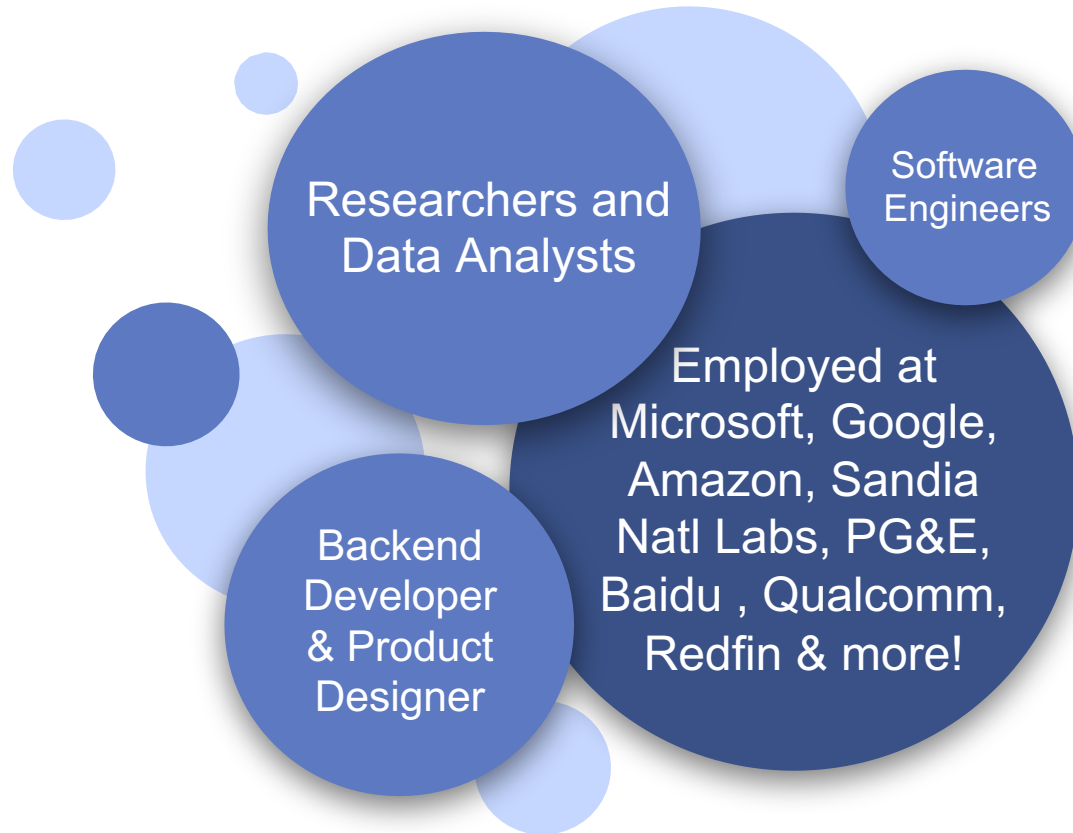 Researchers and
Data Analysts
Software
Engineers
Employed at
Microsoft, Google,
Amazon, Sandia
Natl Labs, PG&E,
Baidu , Qualcomm,
Redfin & more!
Backend
Developer
& Product
Designer